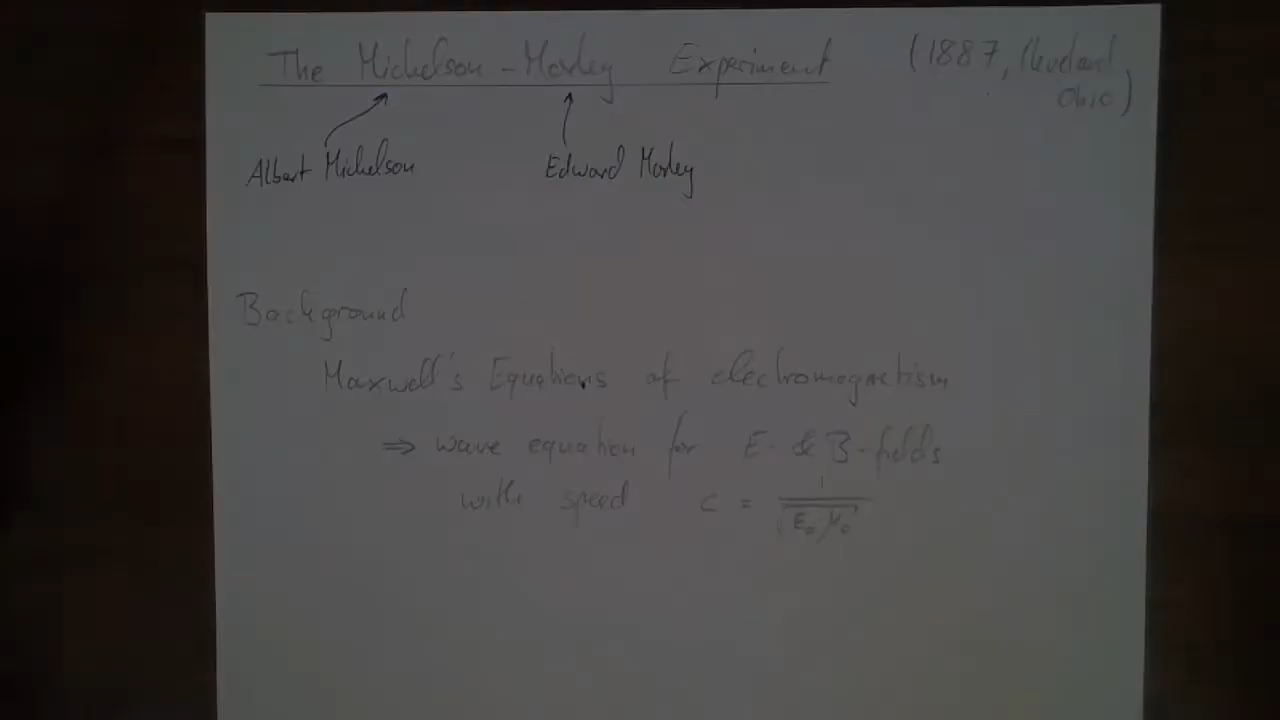 The Michelson-Morley Experiment (1887, Cleveland, Ohio)
Albert Michelson Edward Morley
Background
Maxwell's Equations of electromagnetism
⇒ wave equation for E- & B-fields
with speed c = 1/√(ε₀μ₀)